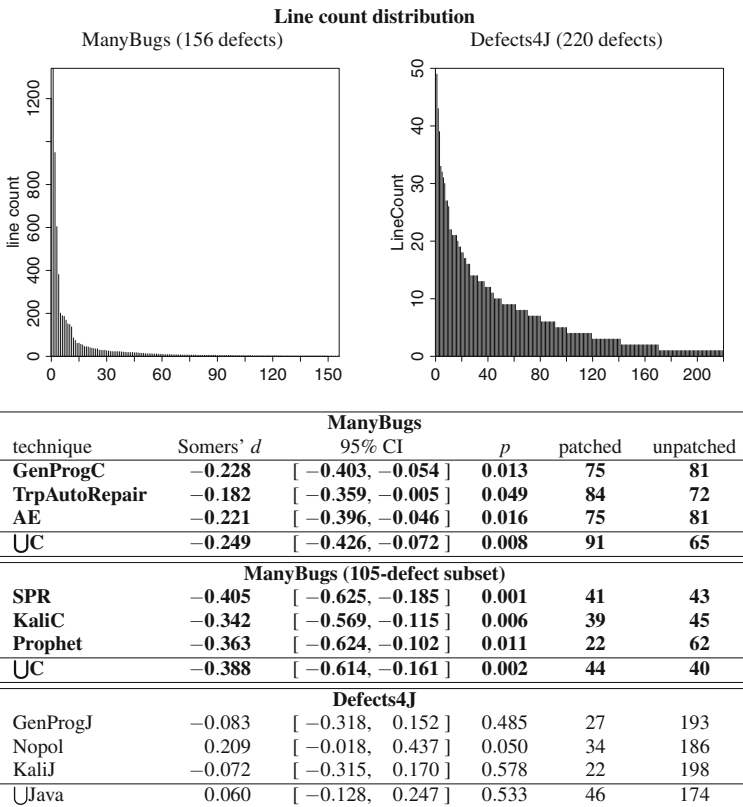 Line count distribution
ManyBugs (156 defects) Defects4J (220 defects)
line count
0 200 400 600 800 1200
0 30 60 90 120 150
LineCount
0 10 20 30 40 50
0 40 80 120 160 200
ManyBugs
technique Somers' d 95% CI p patched unpatched
GenProgC −0.228 [ −0.403, −0.054 ] 0.013 75 81
TrpAutoRepair −0.182 [ −0.359, −0.005 ] 0.049 84 72
AE −0.221 [ −0.396, −0.046 ] 0.016 75 81
⋃C −0.249 [ −0.426, −0.072 ] 0.008 91 65
ManyBugs (105-defect subset)
SPR −0.405 [ −0.625, −0.185 ] 0.001 41 43
KaliC −0.342 [ −0.569, −0.115 ] 0.006 39 45
Prophet −0.363 [ −0.624, −0.102 ] 0.011 22 62
⋃C −0.388 [ −0.614, −0.161 ] 0.002 44 40
Defects4J
GenProgJ −0.083 [ −0.318, 0.152 ] 0.485 27 193
Nopol 0.209 [ −0.018, 0.437 ] 0.050 34 186
KaliJ −0.072 [ −0.315, 0.170 ] 0.578 22 198
⋃Java 0.060 [ −0.128, 0.247 ] 0.533 46 174